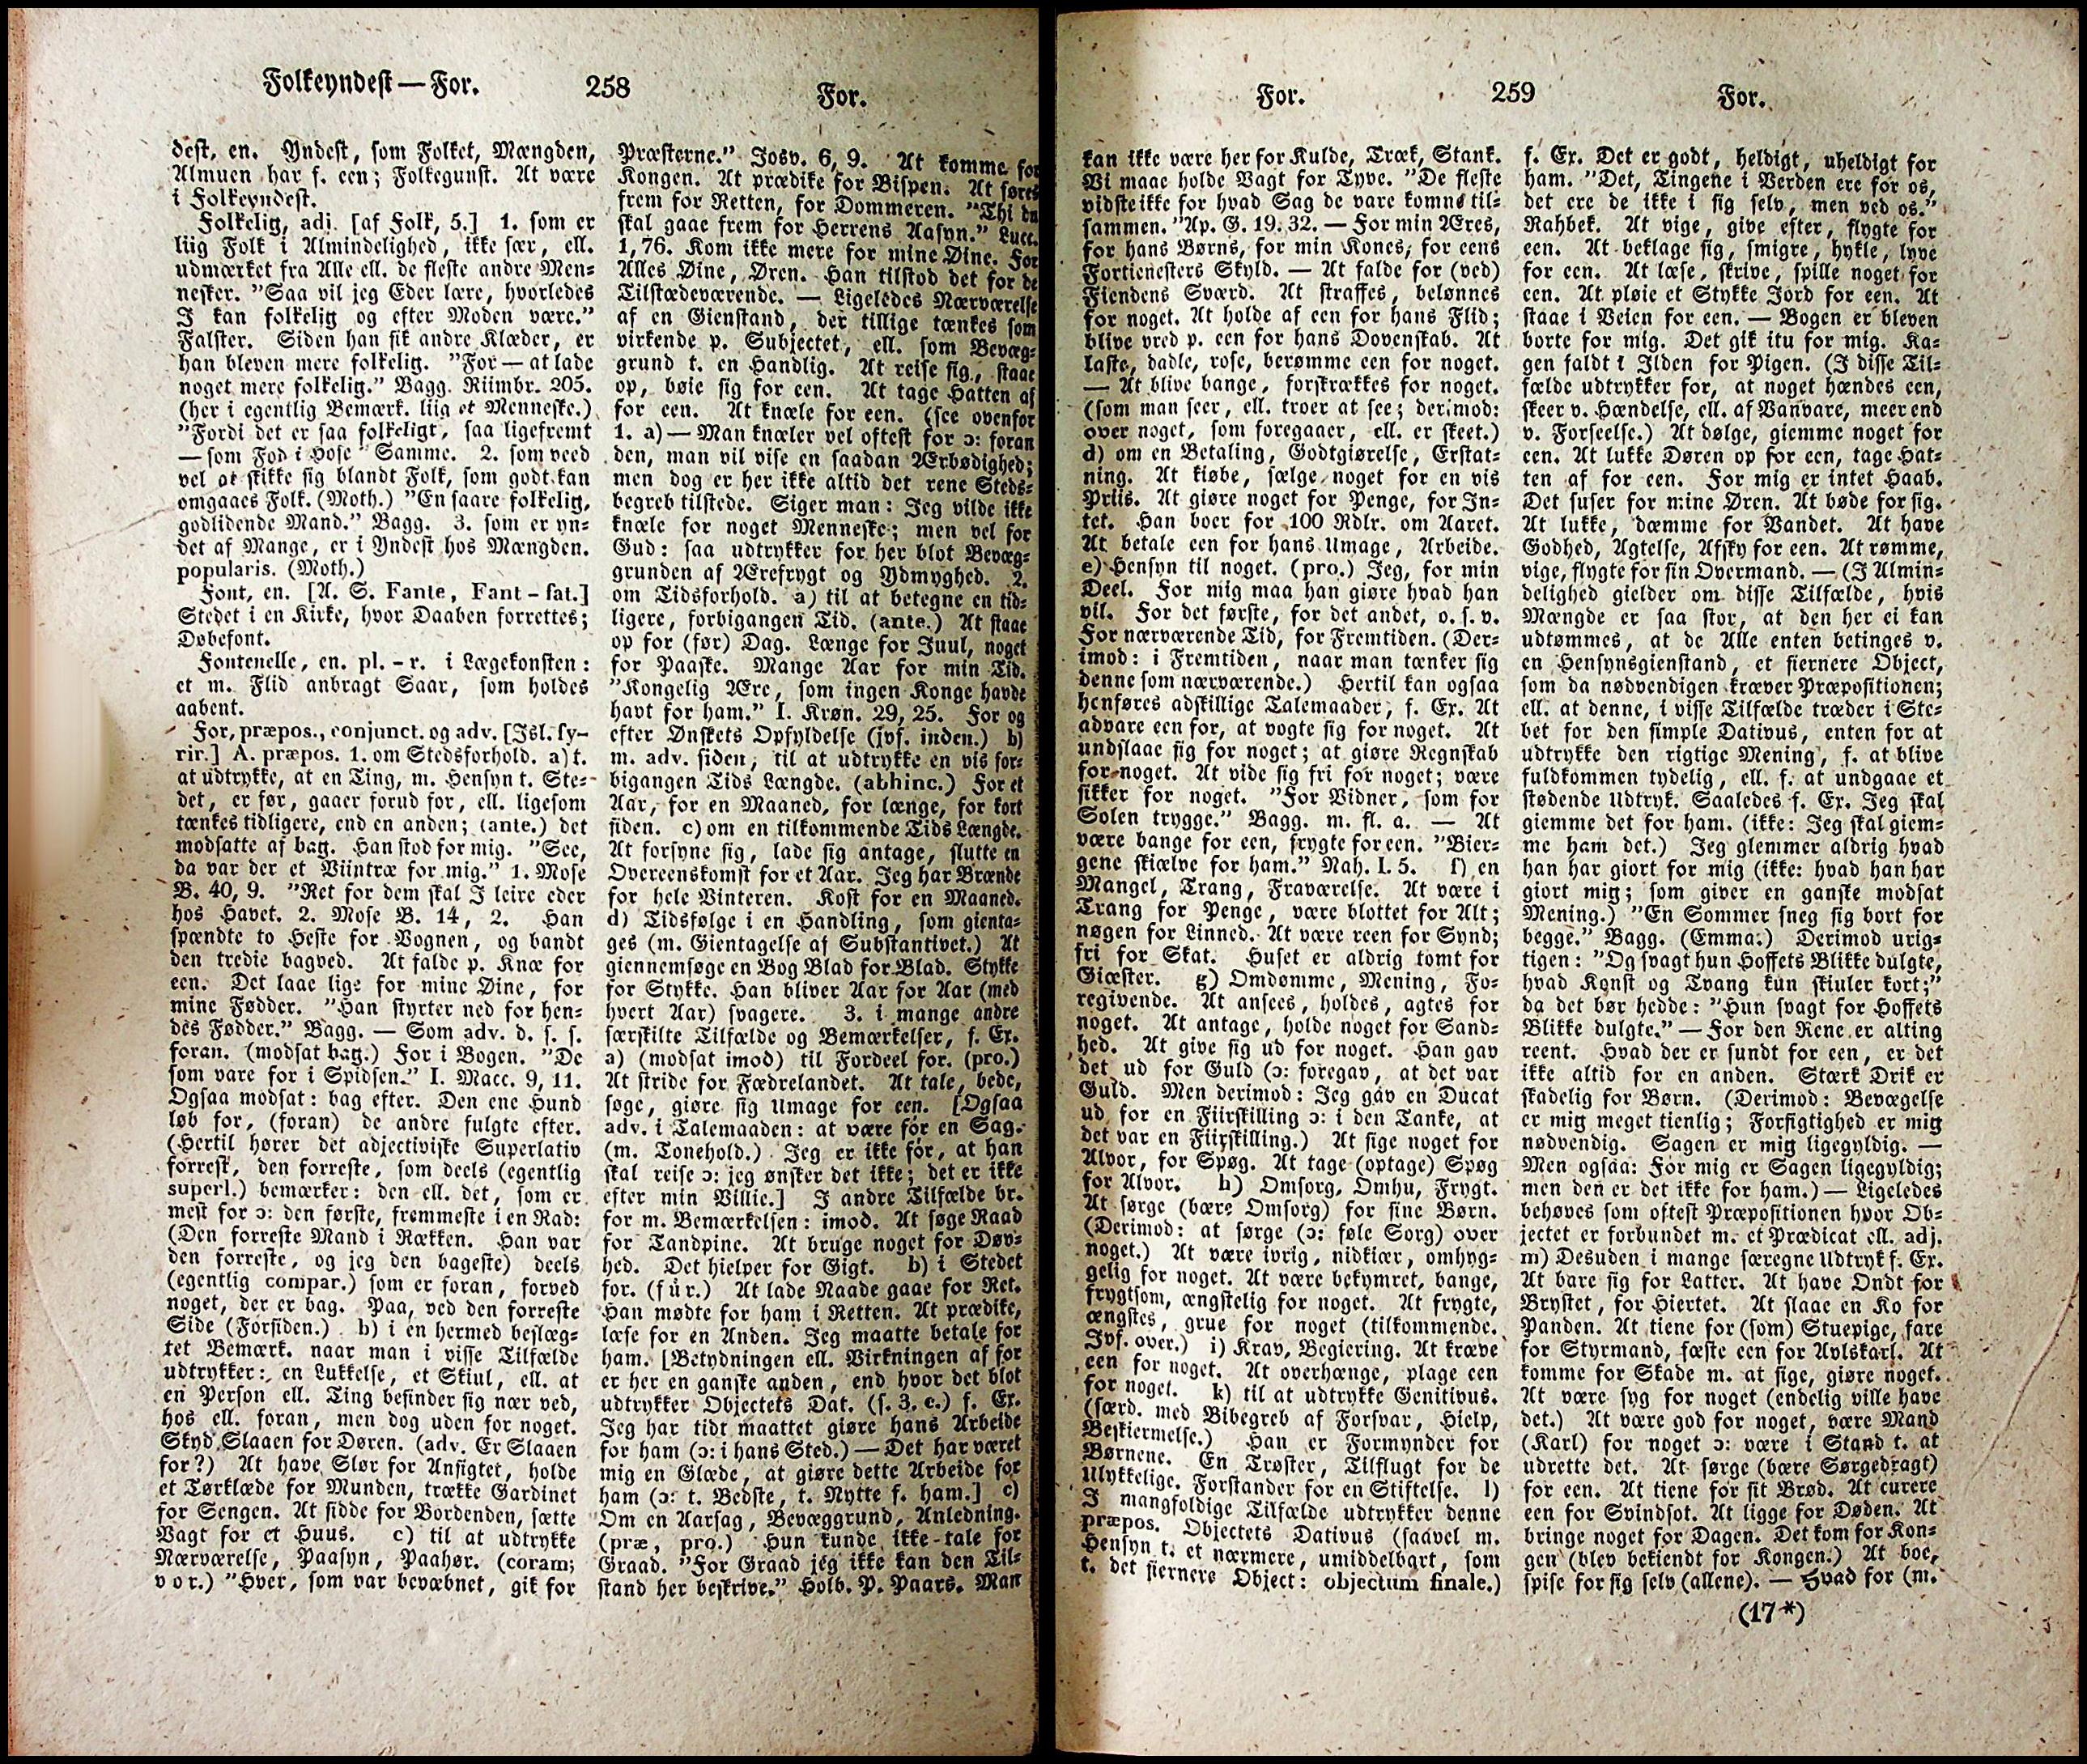 Folkeyndest — For.
258
For.
dest, en. Yndest, som Folket, Mængden,
Almuen har f. een; Folkegunst. At være
i Folkeyndest.
Folkelig, adj. [af Folk, 5.] 1. som er
liig Folk i Almindelighed, ikke sær, ell.
udmærket fra Alle ell. de fleste andre Men=
nesker. "Saa vil jeg Eder lære, hvorledes
I kan folkelig og efter Moden være."
Falster. Siden han fik andre Klæder, er
han bleven mere folkelig. "For — at lade
noget mere folkelig." Bagg. Riimbr. 205.
(her i egentlig Bemærk. liig et Menneske.)
"Fordi det er saa folkeligt, saa ligefremt
— som Fod i Hose" Samme. 2. som veed
vel at skikke sig blandt Folk, som godt kan
omgaaes Folk. (Moth.) "En saare folkelig,
godlidende Mand." Bagg. 3. som er yn=
det af Mange, er i Yndest hos Mængden.
popularis. (Moth.)
Font, en. [A. S. Fante, Fant-fat.]
Stedet i en Kirke, hvor Daaben forrettes;
Døbefont.
Fontenelle, en. pl. -r. i Lægekonsten:
et m. Flid anbragt Saar, som holdes
aabent.
For, præpos., conjunct. og adv. [Isl. fy-
rir.] A. præpos. 1. om Stedsforhold. a) t.
at udtrykke, at en Ting, m. Hensyn t. Ste=
det, er før, gaaer forud for, ell. ligesom
tænkes tidligere, end en anden; (ante.) det
modsatte af bag. Han stod for mig. "See,
da var der et Viintræ for mig." 1. Mose
B. 40, 9. "Ret for dem skal I leire eder
hos Havet. 2. Mose B. 14, 2. Han
spændte to Heste for Vognen, og bandt
den tredie bagved. At falde p. Knæ for
een. Det laae lige for mine Øine, for
mine Fødder. "Han styrter ned for hen=
des Fødder." Bagg. — Som adv. d. s. s.
foran. (modsat bag.) For i Bogen. "De
som vare for i Spidsen." I. Macc. 9, 11.
Ogsaa modsat: bag efter. Den ene Hund
løb for, (foran) de andre fulgte efter.
(Hertil hører det adjectiviske Superlativ
forrest, den forreste, som deels (egentlig
superl.) bemærker: den ell. det, som er
mest for ɔ: den første, fremmeste i en Rad:
(Den forreste Mand i Rækken. Han var
den forreste, og jeg den bageste) deels
(egentlig compar.) som er foran, forved
noget, der er bag. Paa, ved den forreste
Side (Forsiden.) b) i en hermed beslæg=
tet Bemærk. naar man i visse Tilfælde
udtrykker: en Lukkelse, et Skiul, ell. at
en Person ell. Ting befinder sig nær ved,
hos ell. foran, men dog uden for noget.
Skyd Slaaen for Døren. (adv. Er Slaaen
for?) At have Slør for Ansigtet, holde
et Tørklæde for Munden, trække Gardinet
for Sengen. At sidde for Bordenden, sætte
Vagt for et Huus. c) til at udtrykke
Nærværelse, Paasyn, Paahør. (coram;
vor.) "Hver, som var bevæbnet, gik for
Præsterne." Josv. 6, 9. At komme for
Kongen. At prædike for Bispen. At føres
frem for Retten, for Dommeren. "Thi du
skal gaae frem for Herrens Aasyn." Luc.
1, 76. Kom ikke mere for mine Øine. For
Alles Øine, Øren. Han tilstod det for de
Tilstædeværende. — Ligeledes Nærværelse
af en Gienstand, der tillige tænkes som
virkende p. Subjectet, ell. som Bevæg=
grund t. en Handlig. At reise sig, staae
op, bøie sig for een. At tage Hatten af
for een. At knæle for een. (see ovenfor
1. a) — Man knæler vel oftest for ɔ: foran
den, man vil vise en saadan Ærbødighed;
men dog er her ikke altid det rene Steds=
begreb tilstede. Siger man: Jeg vilde ikke
knæle for noget Menneske; men vel for
Gud: saa udtrykker for her blot Bevæg=
grunden af Ærefrygt og Ydmyghed. 2.
om Tidsforhold. a) til at betegne en tid=
ligere, forbigangen Tid. (ante.) At staae
op for (før) Dag. Længe for Juul, noget
for Paaske. Mange Aar for min Tid.
"Kongelig Ære, som ingen Konge havde
havt for ham." I. Krøn. 29, 25. For og
efter Ønskets Opfyldelse (jvf. inden.) b)
m. adv. siden, til at udtrykke en vis for=
bigangen Tids Længde. (abhinc.) For et
Aar, for en Maaned, for længe, for kort
siden. c) om en tilkommende Tids Længde.
At forsyne sig, lade sig antage, slutte en
Overeenskomst for et Aar. Jeg har Brænde
for hele Vinteren. Kost for en Maaned.
d) Tidsfølge i en Handling, som gienta=
ges (m. Gientagelse af Substantivet.) At
giennemsøge en Bog Blad for Blad. Stykke
for Stykke. Han bliver Aar for Aar (med
hvert Aar) svagere. 3. i mange andre
særskilte Tilfælde og Bemærkelser, f. Ex.
a) (modsat imod) til Fordeel for. (pro.)
At stride for Fædrelandet. At tale, bede,
søge, giøre sig Umage for een. [Ogsaa
adv. i Talemaaden: at være fór en Sag.
(m. Tonehold.) Jeg er ikke fór, at han
skal reise ɔ: jeg ønsker det ikke; det er ikke
efter min Villie.] I andre Tilfælde br.
for m. Bemærkelsen: imod. At søge Raad
for Tandpine. At bruge noget for Døv=
hed. Det hielper for Gigt. b) i Stedet
for. (für.) At lade Naade gaae for Ret.
Han mødte for ham i Retten. At prædike,
læse for en Anden. Jeg maatte betale for
ham. [Betydningen ell. Virkningen af for
er her en ganske anden, end hvor det blot
udtrykker Objectets Dat. (s. 3. e.) f. Ex.
Jeg har tidt maattet giøre hans Arbeide
for ham (ɔ: i hans Sted.) — Det har været
mig en Glæde, at giøre dette Arbeide for
ham (ɔ: t. Bedste, t. Nytte f. ham.] c)
Om en Aarsag, Bevæggrund, Anledning.
(præ, pro.) Hun kunde ikke tale for
Graad. "For Graad jeg ikke kan den Til=
stand her beskrive." Holb. P. Paars. Man
For.
259
For.
kan ikke være her for Kulde, Træk, Stank.
Vi maae holde Vagt for Tyve. "De fleste
vidste ikke for hvad Sag de vare komne til=
sammen. "Ap. G. 19. 32. — For min Æres,
for hans Børns, for min Kones, for eens
Fortienesters Skyld. — At falde for (ved)
Fiendens Sværd. At straffes, belønnes
for noget. At holde af een for hans Flid;
blive vred p. een for hans Dovenskab. At
laste, dadle, rose, berømme een for noget.
— At blive bange, forskrækkes for noget.
(som man seer, ell. troer at see; derimod:
over noget, som foregaaer, ell. er skeet.)
d) om en Betaling, Godtgiørelse, Erstat=
ning. At kiøbe, sælge noget for en vis
Priis. At giøre noget for Penge, for In=
tet. Han boer for 100 Rdlr. om Aaret.
At betale een for hans Umage, Arbeide.
e) Hensyn til noget. (pro.) Jeg, for min
Deel. For mig maa han giøre hvad han
vil. For det første, for det andet, o. s. v.
For nærværende Tid, for Fremtiden. (Der=
imod: i Fremtiden, naar man tænker sig
denne som nærværende.) Hertil kan ogsaa
henføres adskillige Talemaader, f. Ex. At
advare een for, at vogte sig for noget. At
undslaae sig for noget; at giøre Regnskab
for noget. At vide sig fri for noget; være
sikker for noget. "For Vidner, som for
Solen trygge." Bagg. m. fl. a. — At
være bange for een, frygte for een. "Bier=
gene skiælve for ham." Nah. I. 5. f) en
Mangel, Trang, Fraværelse. At være i
Trang for Penge, være blottet for Alt;
nøgen for Linned. At være reen for Synd;
fri for Skat. Huset er aldrig tomt for
Giæster. g) Omdømme, Mening, Fo=
regivende. At ansees, holdes, agtes for
noget. At antage, holde noget for Sand=
hed. At give sig ud for noget. Han gav
det ud for Guld (ɔ: foregav, at det var
Guld. Men derimod: Jeg gav en Ducat
ud for en Fiirskilling ɔ: i den Tanke, at
det var en Fiirskilling.) At sige noget for
Alvor, for Spøg. At tage (optage) Spøg
for Alvor. h) Omsorg, Omhu, Frygt.
At sørge (bære Omsorg) for sine Børn.
(Derimod: at sørge (ɔ: føle Sorg) over
noget.) At være ivrig, nidkiær, omhyg=
gelig for noget. At være bekymret, bange,
frygtsom, ængstelig for noget. At frygte,
ængstes, grue for noget (tilkommende.
Jvf. over.) i) Krav, Begiering. At kræve
een for noget. At overhænge, plage een
for noget. k) til at udtrykke Genitivus.
(særd. med Bibegreb af Forsvar, Hielp,
Beskiermelse.) Han er Formynder for
Børnene. En Trøster, Tilflugt for de
Ulykkelige. Forstander for en Stiftelse. l)
I mangfoldige Tilfælde udtrykker denne
præpos. Objectets Dativus (saavel m.
Hensyn t. et nærmere, umiddelbart, som
t. det fiernere Object: objectum finale.)
f. Ex. Det er godt, heldigt, uheldigt for
ham. "Det, Tingene i Verden ere for os,
det ere de ikke i sig selv, men ved os."
Rahbek. At vige, give efter, flygte for
een. At beklage sig, smigre, hykle, lyve
for een. At læse, skrive, spille noget for
een. At pløie et Stykke Jord for een. At
staae i Veien for een. — Bogen er bleven
borte for mig. Det gik itu for mig. Ka=
gen faldt i Ilden for Pigen. (I disse Til=
fælde udtrykker for, at noget hændes een,
skeer v. Hændelse, ell. af Vanvare, meer end
v. Forseelse.) At dølge, giemme noget for
een. At lukke Døren op for een, tage Hat=
ten af for een. For mig er intet Haab.
Det suser for mine Øren. At bøde for sig.
At lukke, dæmme for Vandet. At have
Godhed, Agtelse, Afsky for een. At rømme,
vige, flygte for sin Overmand. — (I Almin=
delighed gielder om disse Tilfælde, hvis
Mængde er saa stor, at den her ei kan
udtømmes, at de Alle enten betinges v.
en Hensynsgienstand, et fiernere Object,
som da nødvendigen kræver Præpositionen;
ell. at denne, i visse Tilfælde træder i Ste=
bet for den simple Dativus, enten for at
udtrykke den rigtige Mening, f. at blive
fuldkommen tydelig, ell. f. at undgaae et
stødende Udtryk. Saaledes f. Ex. Jeg skal
giemme det for ham. (ikke: Jeg skal giem=
me ham det.) Jeg glemmer aldrig hvad
han har giort for mig (ikke: hvad han har
giort mig; som giver en ganske modsat
Mening.) "En Sommer sneg sig bort for
begge." Bagg. (Emma.) Derimod urig=
tigen: "Og svagt hun Hoffets Blikke dulgte,
hvad Konst og Tvang kun skiuler kort;"
da det bør hedde: "Hun svagt for Hoffets
Blikke dulgte." — For den Rene er alting
reent. Hvad der er sundt for een, er det
ikke altid for en anden. Stærk Drik er
skadelig for Børn. (Derimod: Bevægelse
er mig meget tienlig; Forsigtighed er mig
nødvendig. Sagen er mig ligegyldig. —
Men ogsaa: For mig er Sagen ligegyldig;
men den er det ikke for ham.) — Ligeledes
behøves som oftest Præpositionen hvor Ob=
jectet er forbundet m. et Prædicat ell. adj.
m) Desuden i mange særegne Udtryk f. Ex.
At bare sig for Latter. At have Ondt for
Brystet, for Hiertet. At slaae en Ko for
Panden. At tiene for (som) Stuepige, fare
for Styrmand, fæste een for Avlskarl. At
komme for Skade m. at sige, giøre noget.
At være syg for noget (endelig ville have
det.) At være god for noget, være Mand
(Karl) for noget ɔ: være i Stand t. at
udrette det. At sørge (bære Sørgedragt)
for een. At tiene for sit Brød. At curere
een for Svindsot. At ligge for Døden. At
bringe noget for Dagen. Det kom for Kon=
gen (blev bekiendt for Kongen.) At boe,
spise for sig selv (allene). — Hvad for (m.
(17*)